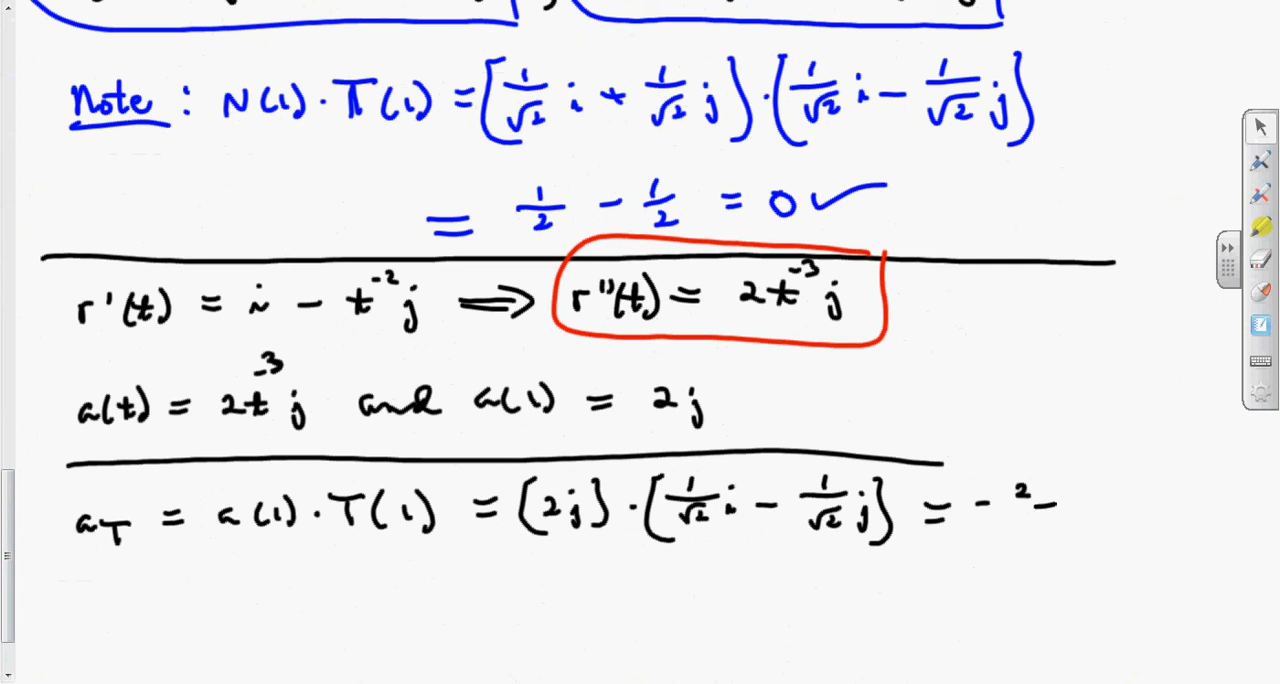 Note : N(1) · T(1) = (1/√2 i + 1/√2 j) · (1/√2 i − 1/√2 j)
= 1/2 − 1/2 = 0 ✓
r'(t) = i − t^-2 j ⟹ r''(t) = 2t^-3 j
a(t) = 2t^-3 j and a(1) = 2j
a_T = a(1) · T(1) = (2j) · (1/√2 i − 1/√2 j) = - 2